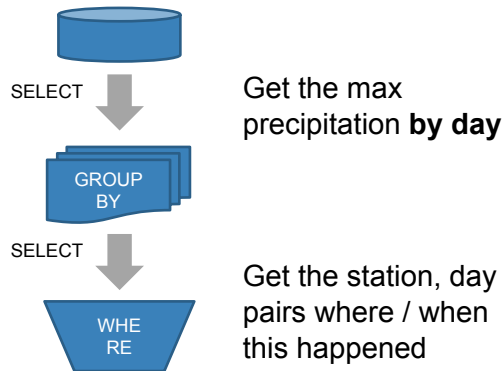 SELECT
Get the max
precipitation by day
GROUP
BY
SELECT
Get the station, day
pairs where / when
this happened
WHE
RE